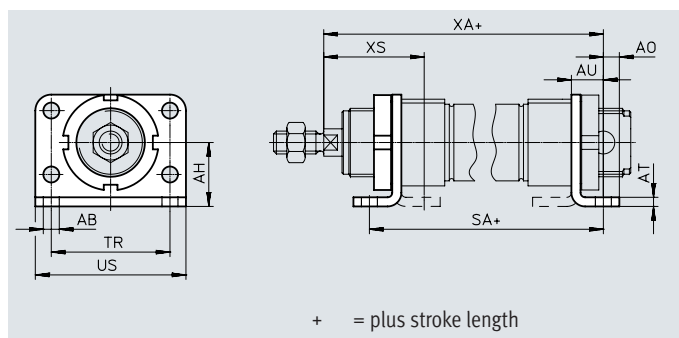 XA+
XS
AO
AU
AH
AT
AB
SA+
TR
US
+ = plus stroke length